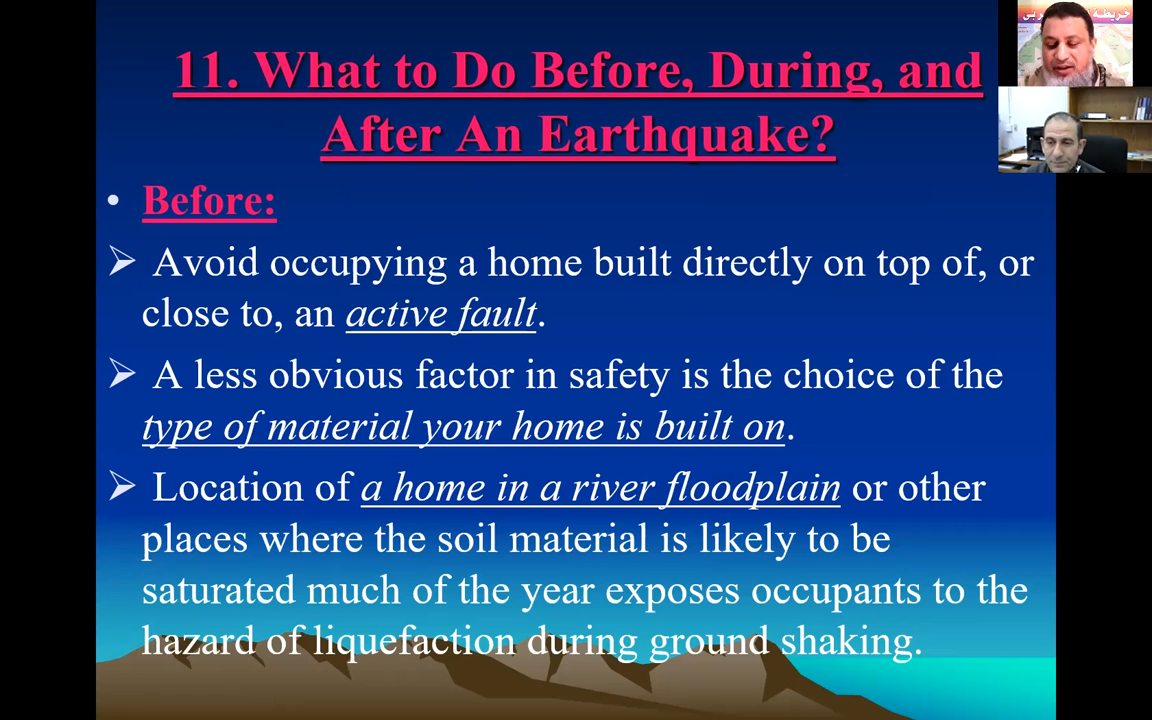 11. What to Do Before, During, and
After An Earthquake?
• Before:
➢ Avoid occupying a home built directly on top of, or
close to, an active fault.
➢ A less obvious factor in safety is the choice of the
type of material your home is built on.
➢ Location of a home in a river floodplain or other
places where the soil material is likely to be
saturated much of the year exposes occupants to the
hazard of liquefaction during ground shaking.
خريطة